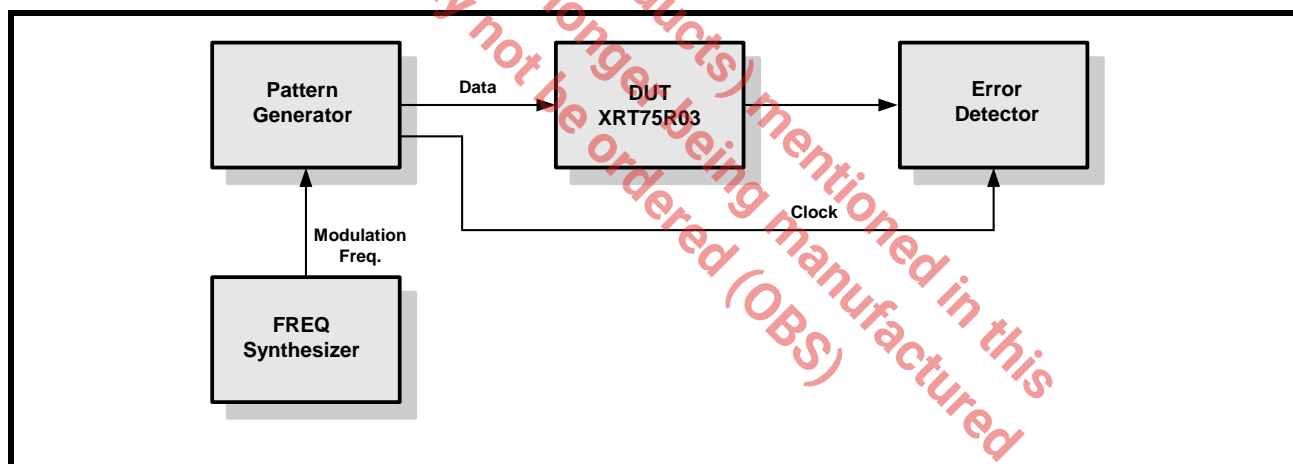 Pattern
Generator
Data
DUT
XRT75R03
Error
Detector
Clock
Modulation
Freq.
FREQ
Synthesizer
ucts) mentioned in this
longer being manufactured
y not be ordered (OBS)